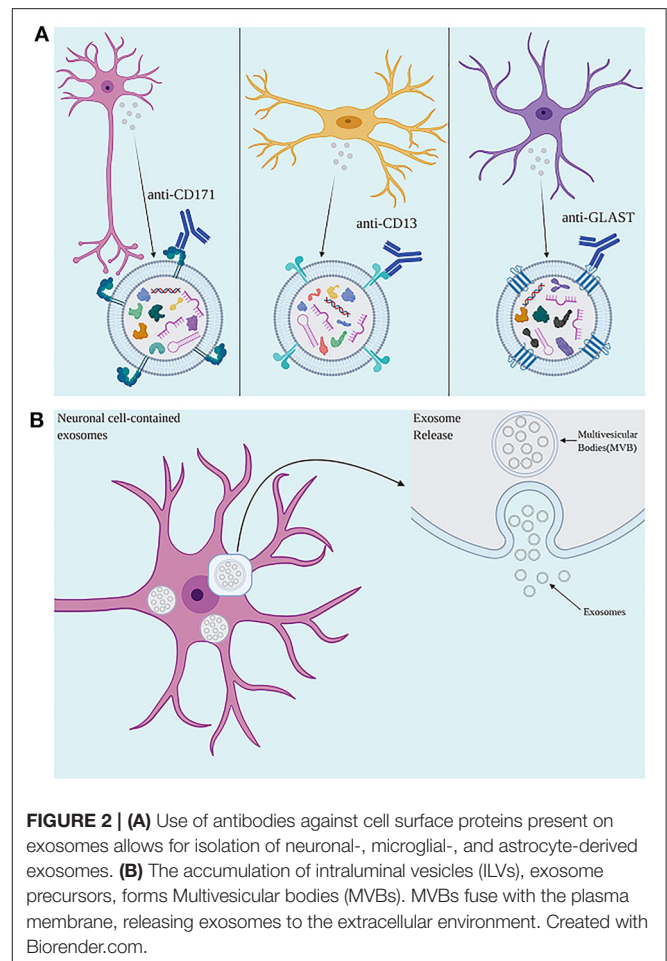 A
anti-CD171
anti-CD13
anti-GLAST
B
Neuronal cell-contained
exosomes
Exosome
Release
Multivesicular
Bodies(MVB)
Exosomes
FIGURE 2 | (A) Use of antibodies against cell surface proteins present on
exosomes allows for isolation of neuronal-, microglial-, and astrocyte-derived
exosomes. (B) The accumulation of intraluminal vesicles (ILVs), exosome
precursors, forms Multivesicular bodies (MVBs). MVBs fuse with the plasma
membrane, releasing exosomes to the extracellular environment. Created with
Biorender.com.